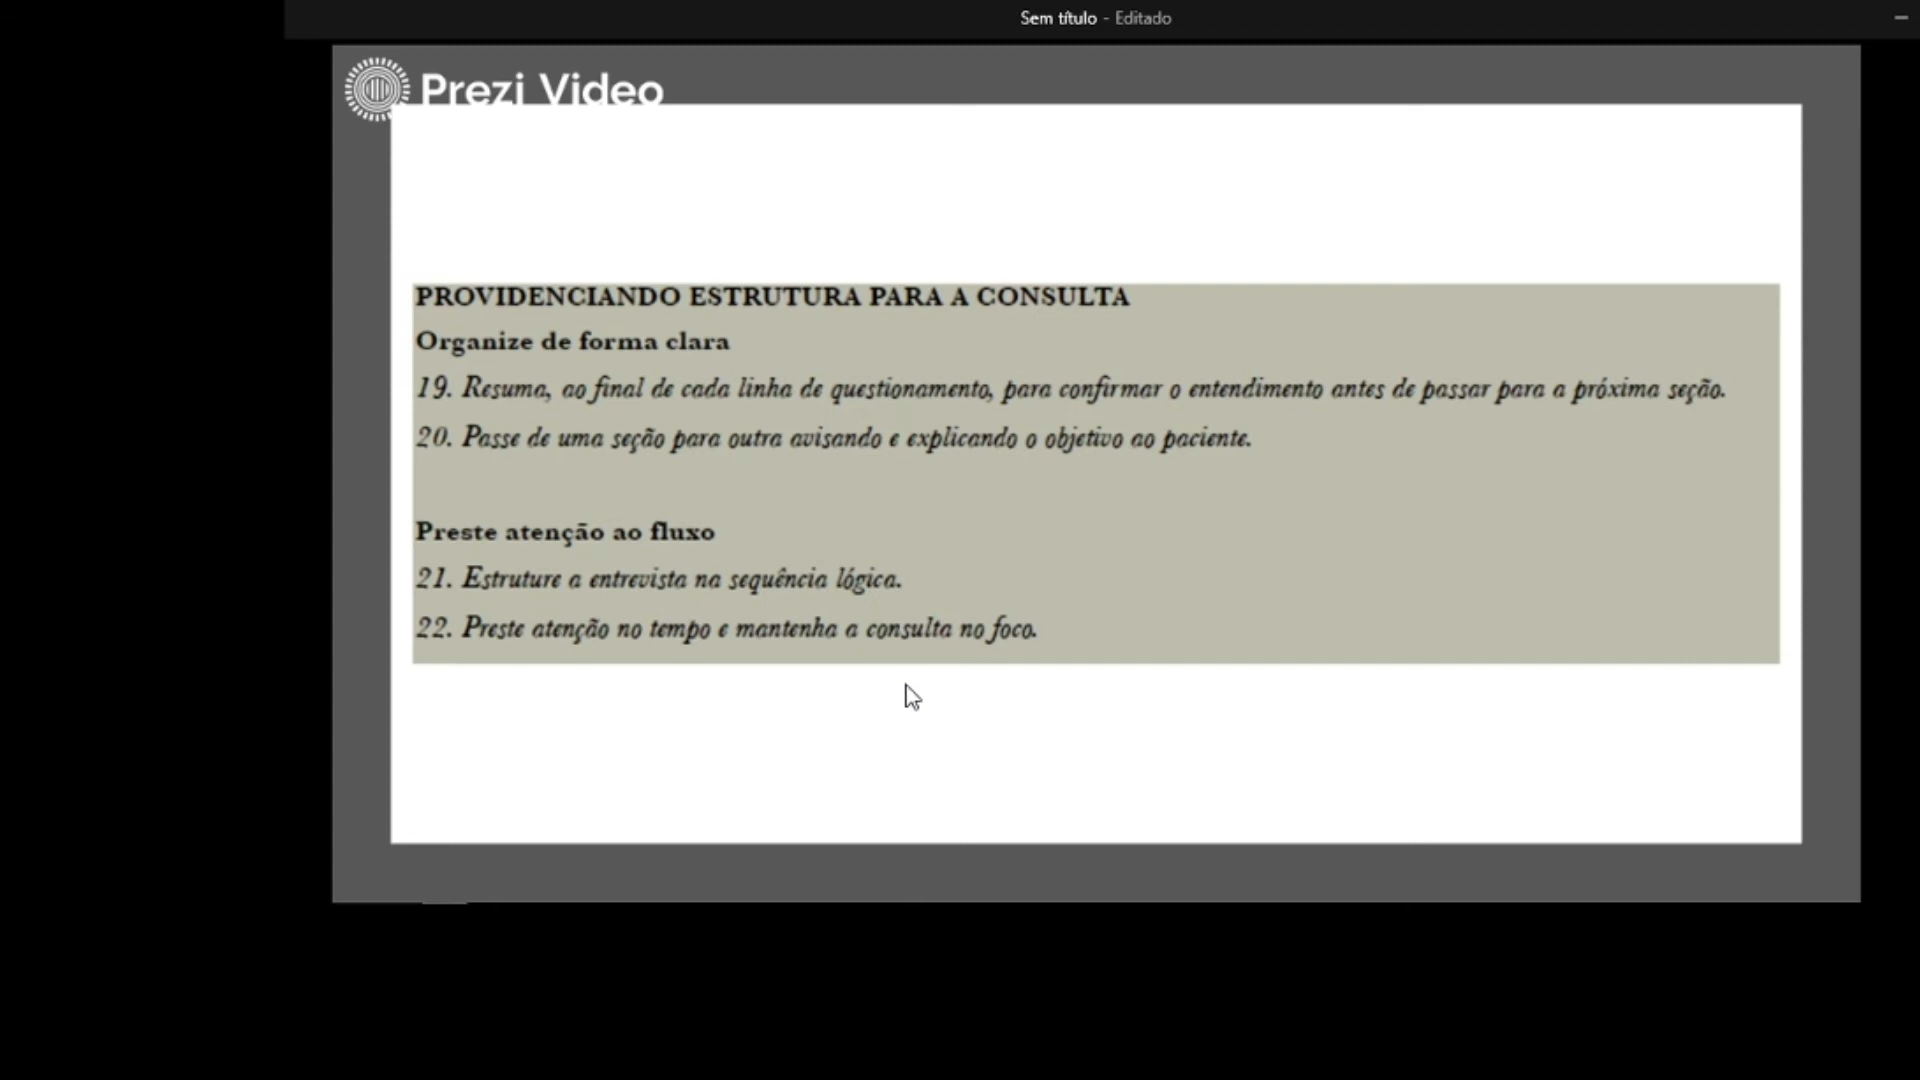 Sem título - Editado
Prezi Video
PROVIDENCIANDO ESTRUTURA PARA A CONSULTA
Organize de forma clara
19. Resuma, ao final de cada linha de questionamento, para confirmar o entendimento antes de passar para a próxima seção.
20. Passe de uma seção para outra avisando e explicando o objetivo ao paciente.
Preste atenção ao fluxo
21. Estruture a entrevista na sequência lógica.
22. Preste atenção no tempo e mantenha a consulta no foco.